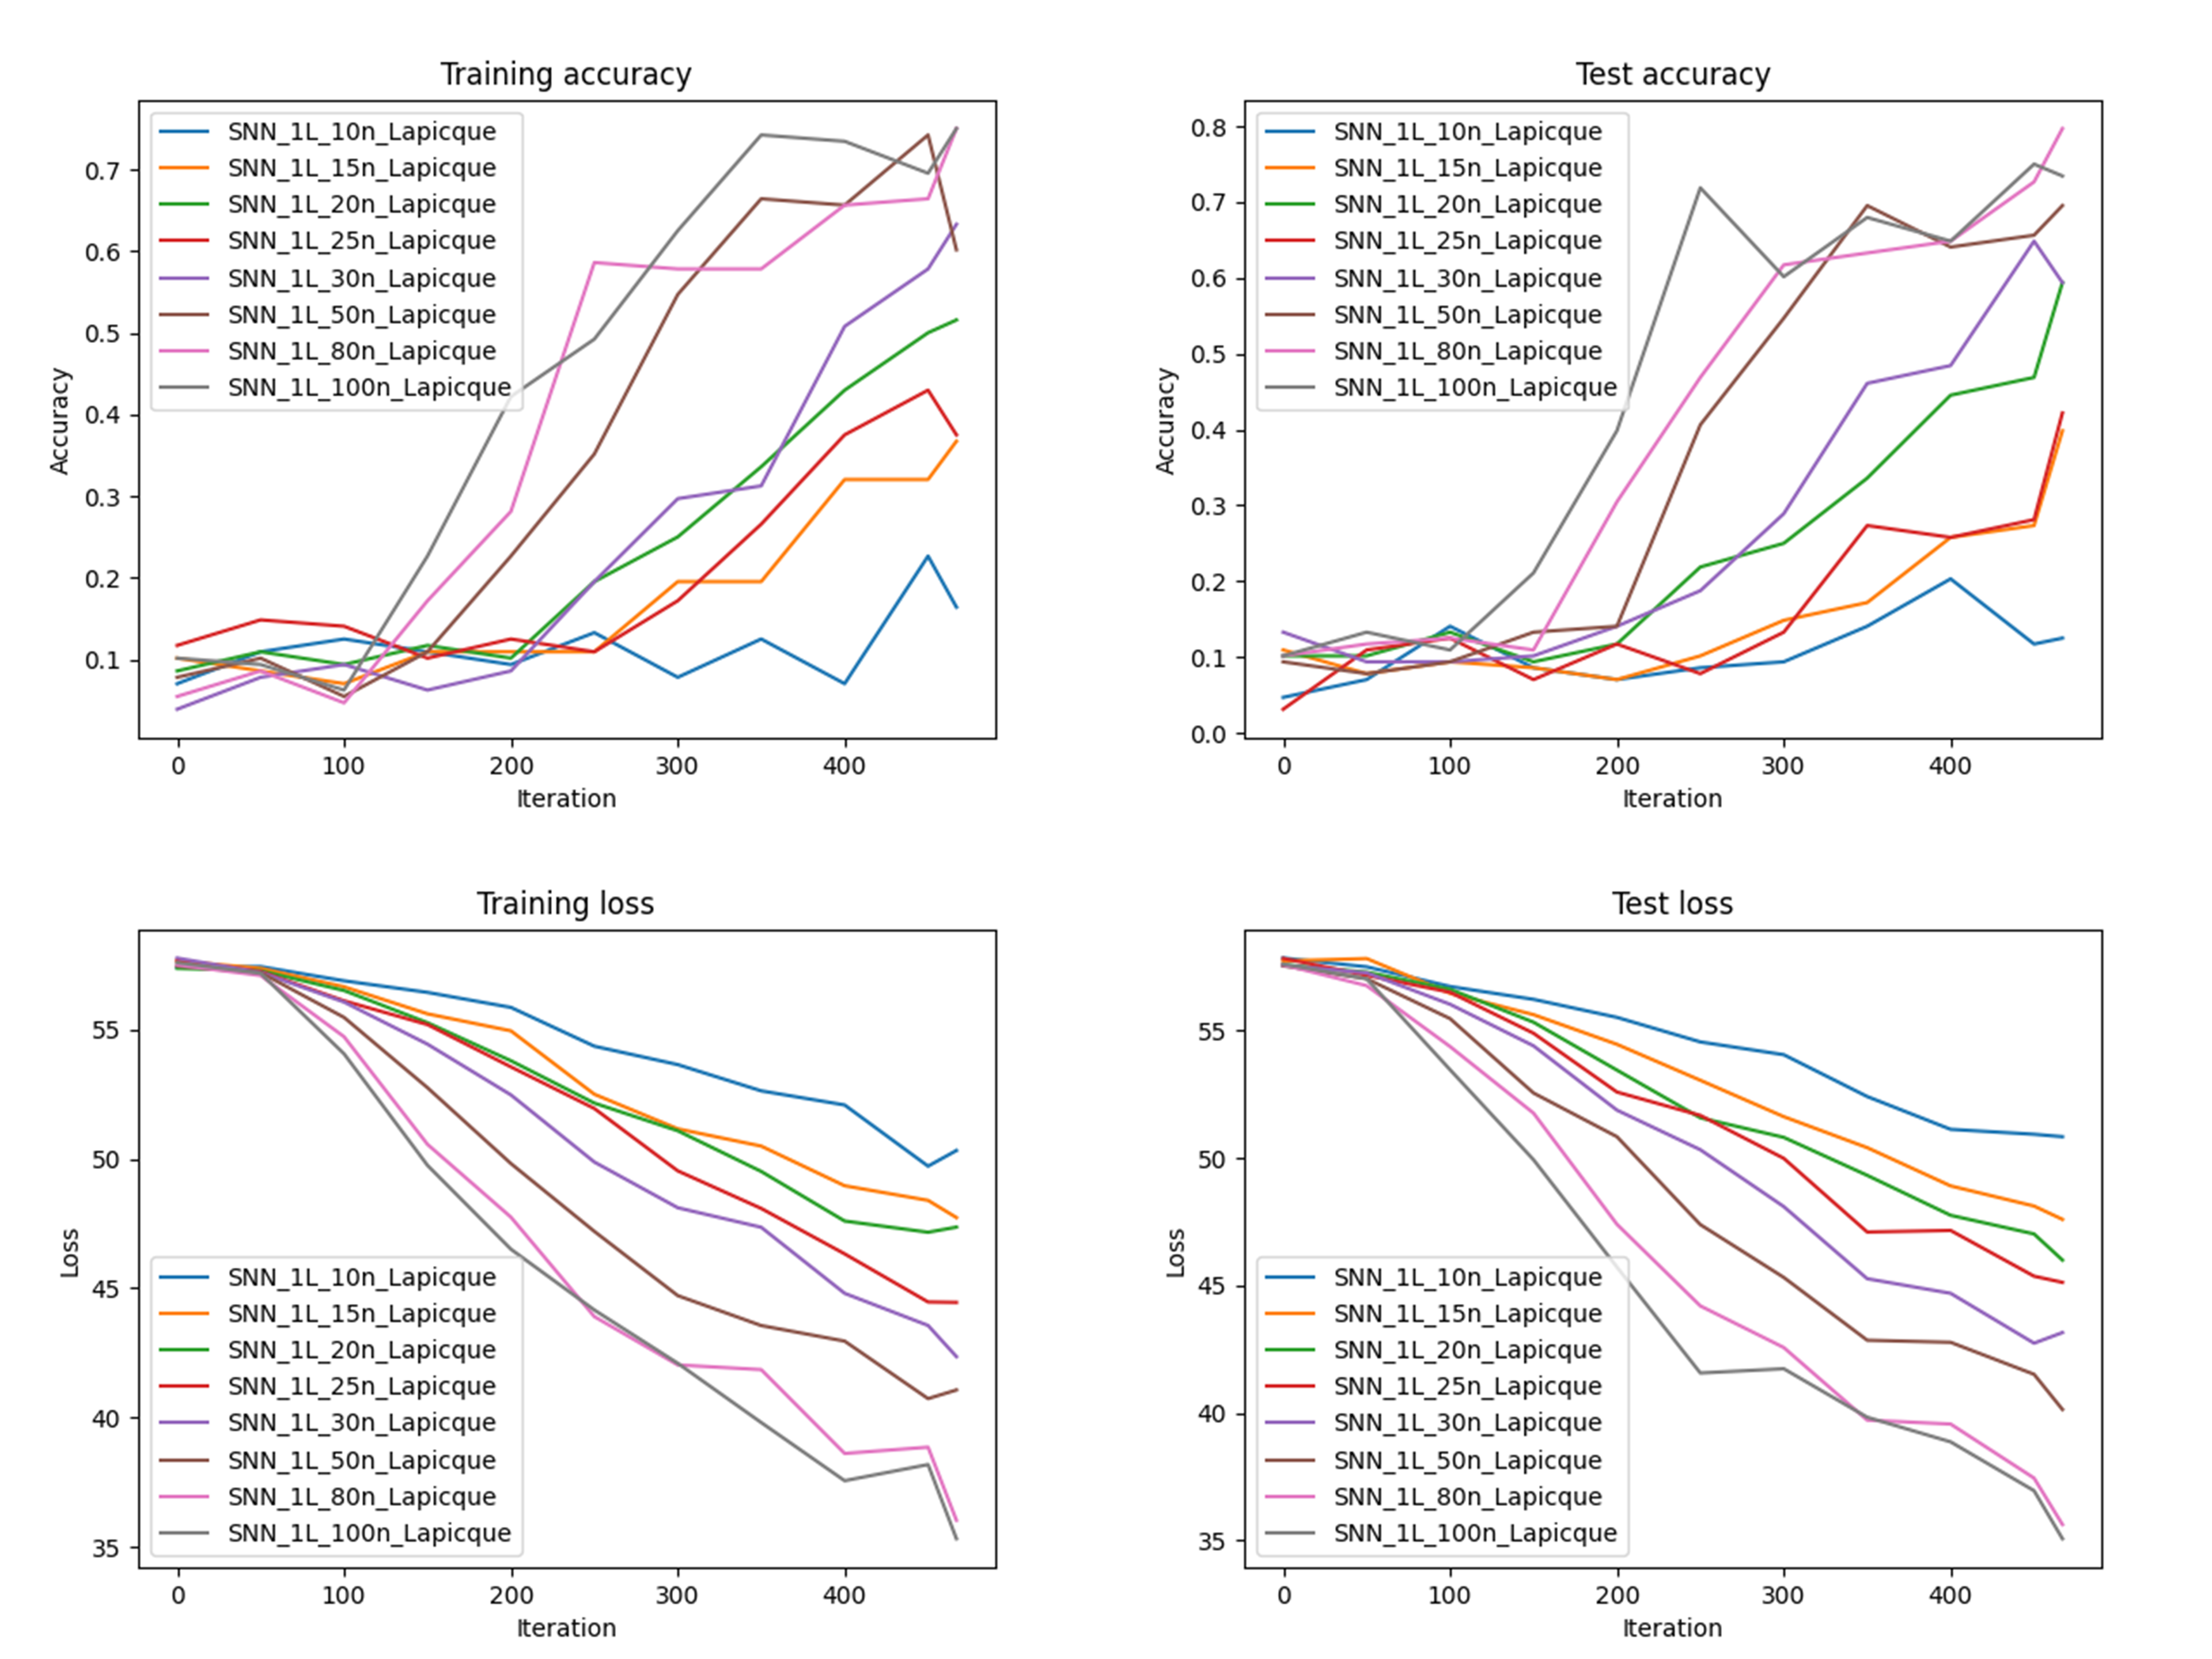 Training accuracy
Accuracy
0.7
0.6
0.5
0.4
0.3
0.2
0.1
SNN_1L_10n_Lapicque
SNN_1L_15n_Lapicque
SNN_1L_20n_Lapicque
SNN_1L_25n_Lapicque
SNN_1L_30n_Lapicque
SNN_1L_50n_Lapicque
SNN_1L_80n_Lapicque
SNN_1L_100n_Lapicque
0 100 200 300 400
Iteration
Test accuracy
Accuracy
0.8
0.7
0.6
0.5
0.4
0.3
0.2
0.1
0.0
SNN_1L_10n_Lapicque
SNN_1L_15n_Lapicque
SNN_1L_20n_Lapicque
SNN_1L_25n_Lapicque
SNN_1L_30n_Lapicque
SNN_1L_50n_Lapicque
SNN_1L_80n_Lapicque
SNN_1L_100n_Lapicque
0 100 200 300 400
Iteration
Training loss
Loss
55
50
45
40
35
SNN_1L_10n_Lapicque
SNN_1L_15n_Lapicque
SNN_1L_20n_Lapicque
SNN_1L_25n_Lapicque
SNN_1L_30n_Lapicque
SNN_1L_50n_Lapicque
SNN_1L_80n_Lapicque
SNN_1L_100n_Lapicque
0 100 200 300 400
Iteration
Test loss
Loss
55
50
45
40
35
SNN_1L_10n_Lapicque
SNN_1L_15n_Lapicque
SNN_1L_20n_Lapicque
SNN_1L_25n_Lapicque
SNN_1L_30n_Lapicque
SNN_1L_50n_Lapicque
SNN_1L_80n_Lapicque
SNN_1L_100n_Lapicque
0 100 200 300 400
Iteration